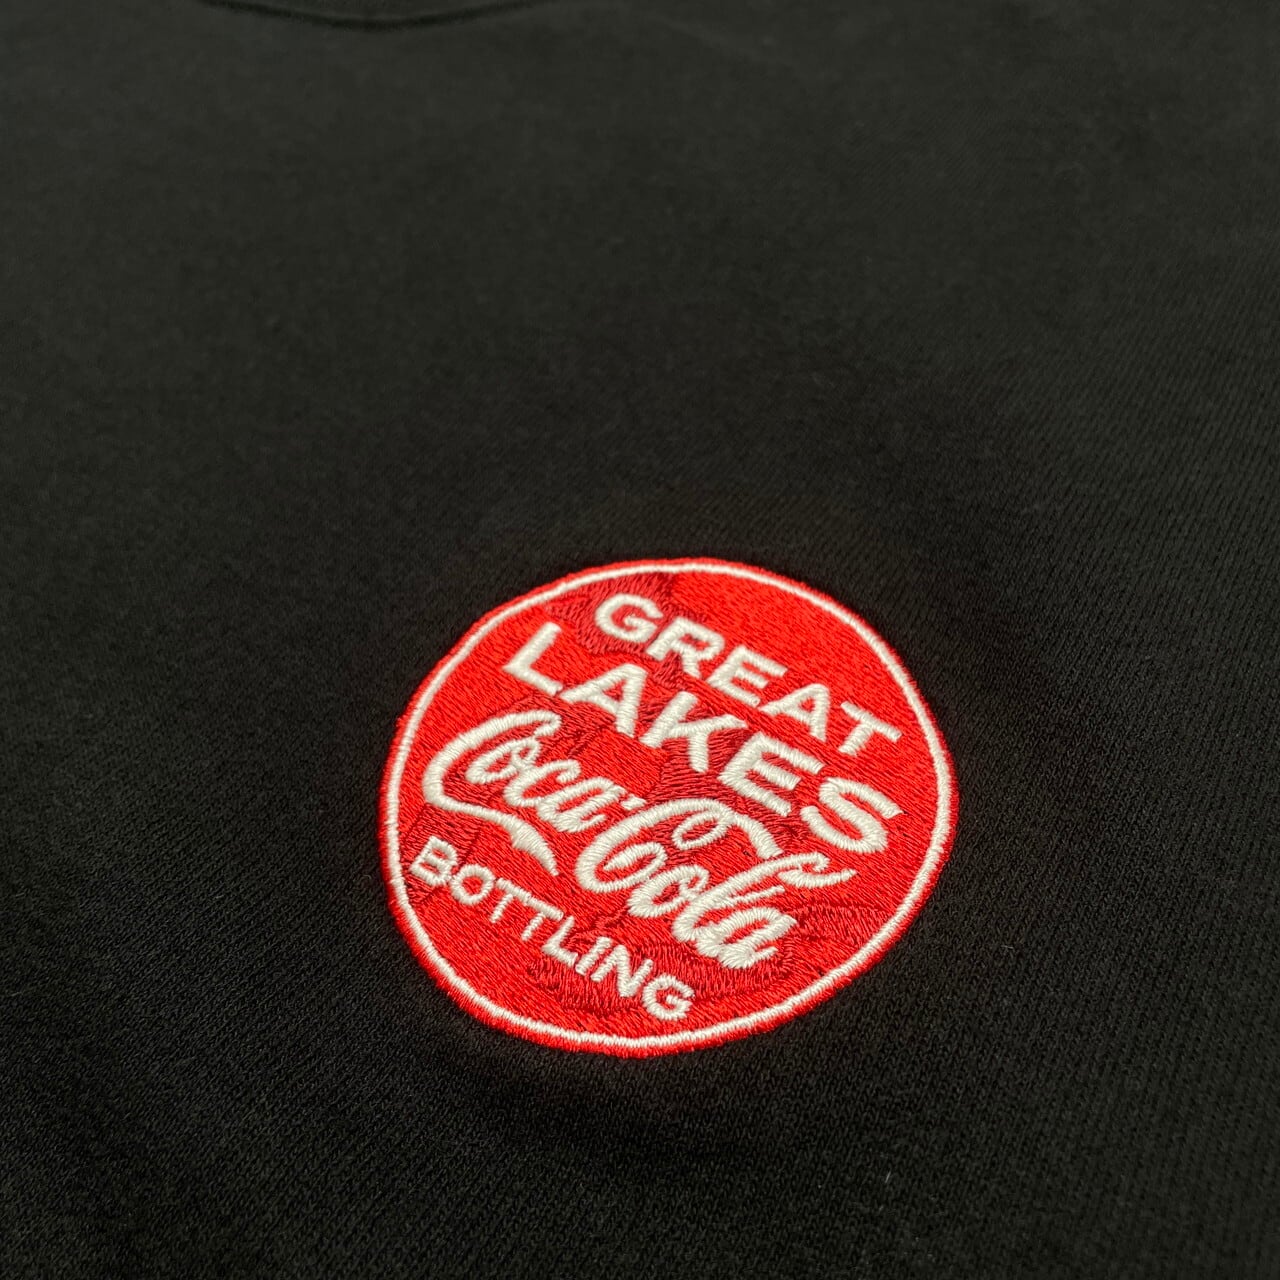 GREAT
LAKES
Coca-Cola
BOTTLING